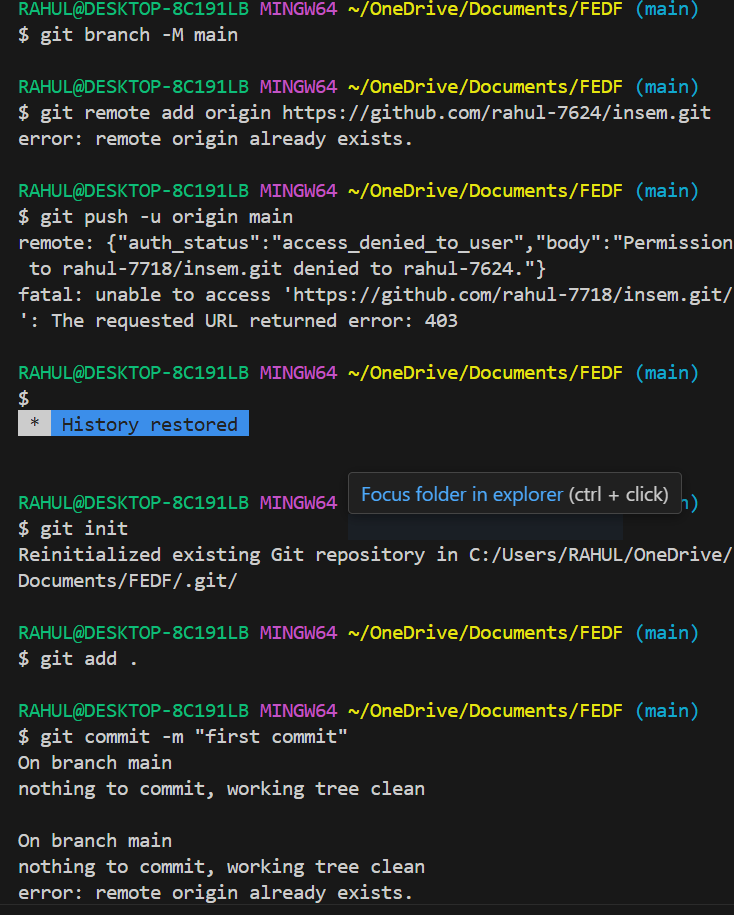 RAHUL@DESKTOP-8C191LB MINGW64 ~/OneDrive/Documents/FEDF (main)
$ git branch -M main
RAHUL@DESKTOP-8C191LB MINGW64 ~/OneDrive/Documents/FEDF (main)
$ git remote add origin https://github.com/rahul-7624/insem.git
error: remote origin already exists.
RAHUL@DESKTOP-8C191LB MINGW64 ~/OneDrive/Documents/FEDF (main)
$ git push -u origin main
remote: {"auth_status":"access_denied_to_user","body":"Permission
 to rahul-7718/insem.git denied to rahul-7624."}
fatal: unable to access 'https://github.com/rahul-7718/insem.git/
': The requested URL returned error: 403
RAHUL@DESKTOP-8C191LB MINGW64 ~/OneDrive/Documents/FEDF (main)
$
* History restored
Focus folder in explorer (ctrl + click)
RAHUL@DESKTOP-8C191LB MINGW64 n)
$ git init
Reinitialized existing Git repository in C:/Users/RAHUL/OneDrive/
Documents/FEDF/.git/
RAHUL@DESKTOP-8C191LB MINGW64 ~/OneDrive/Documents/FEDF (main)
$ git add .
RAHUL@DESKTOP-8C191LB MINGW64 ~/OneDrive/Documents/FEDF (main)
$ git commit -m "first commit"
On branch main
nothing to commit, working tree clean
On branch main
nothing to commit, working tree clean
error: remote origin already exists.